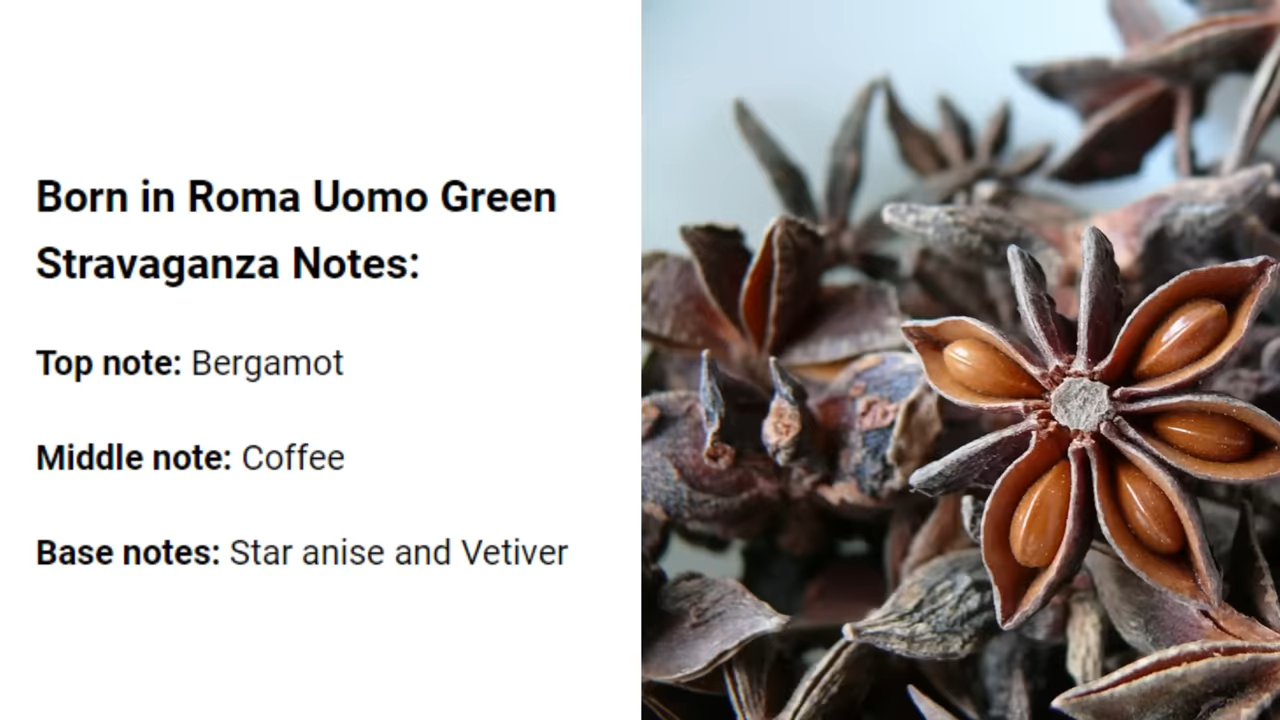 Born in Roma Uomo Green
Stravaganza Notes:
Top note: Bergamot
Middle note: Coffee
Base notes: Star anise and Vetiver